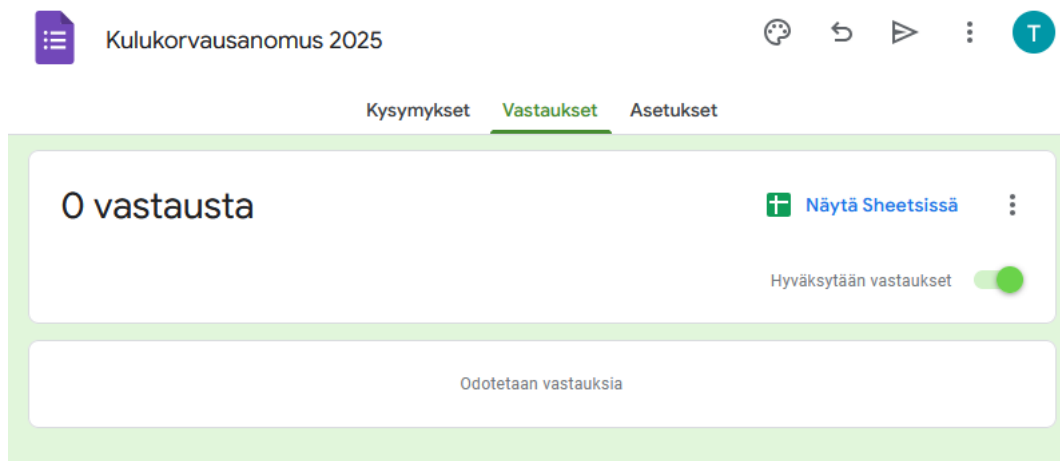 Kulukorvausanomus 2025
T
Kysymykset Vastaukset Asetukset
0 vastausta
Näytä Sheetsissä
Hyväksytään vastaukset
Odotetaan vastauksia